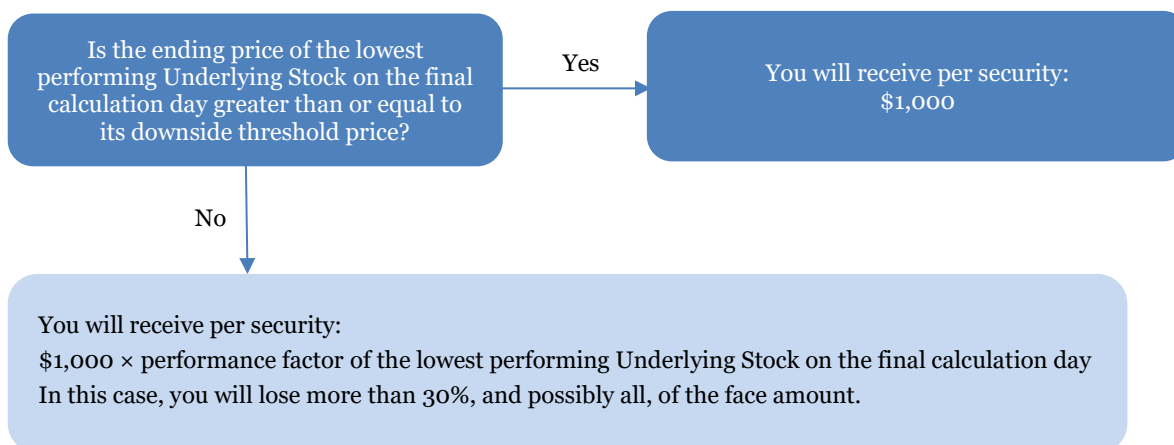 Is the ending price of the lowest
performing Underlying Stock on the final
calculation day greater than or equal to
its downside threshold price?
Yes
You will receive per security:
$1,000
No
You will receive per security:
$1,000 × performance factor of the lowest performing Underlying Stock on the final calculation day
In this case, you will lose more than 30%, and possibly all, of the face amount.